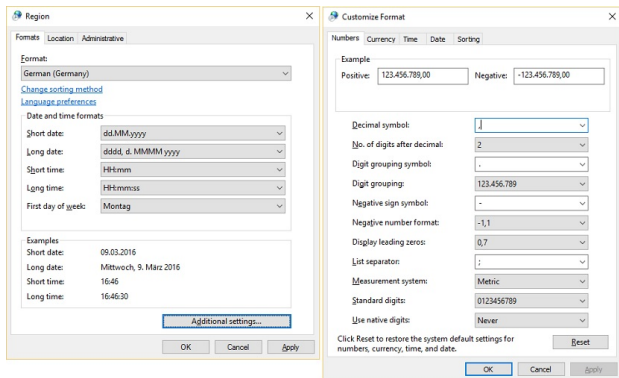 Region
Formats Location Administrative
Format:
German (Germany)
Change sorting method
Language preferences
Date and time formats
Short date: dd.MM.yyyy
Long date: dddd, d. MMMM yyyy
Short time: HH:mm
Long time: HH:mm:ss
First day of week: Montag
Examples
Short date: 09.03.2016
Long date: Mittwoch, 9. März 2016
Short time: 16:46
Long time: 16:46:30
Additional settings...
OK Cancel Apply
Customize Format
Numbers Currency Time Date Sorting
Example
Positive: 123.456.789,00 Negative: -123.456.789,00
Decimal symbol: ,
No. of digits after decimal: 2
Digit grouping symbol: .
Digit grouping: 123.456.789
Negative sign symbol: -
Negative number format: -1,1
Display leading zeros: 0,7
List separator: ;
Measurement system: Metric
Standard digits: 0123456789
Use native digits: Never
Click Reset to restore the system default settings for
numbers, currency, time, and date.
Reset
OK Cancel Apply